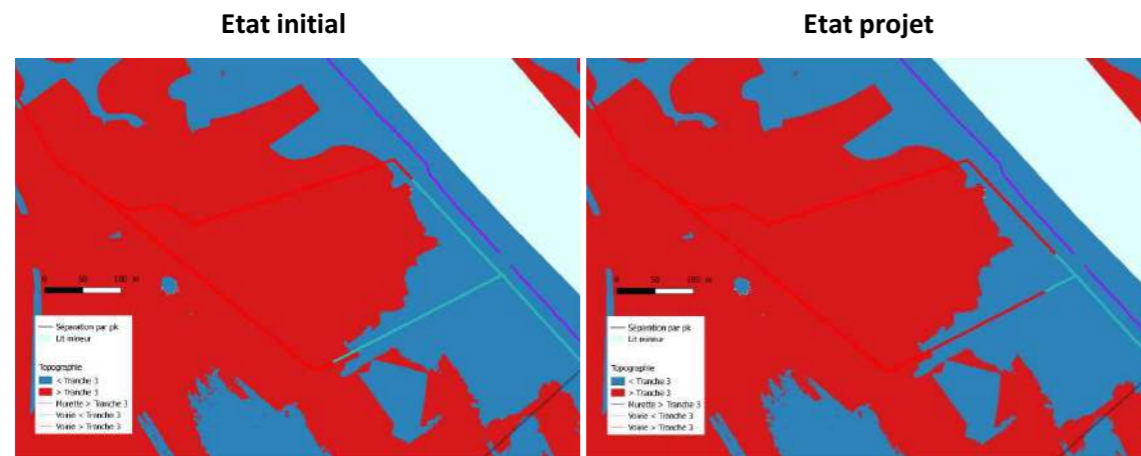 Etat initial
Etat projet
0 50 100 m
Séparation par pk
Lit mineur
Topographie
< Tranche 3
> Tranche 3
Murette > Tranche 3
Voirie < Tranche 3
Voirie > Tranche 3
0 50 100 m
Séparation par pk
Lit mineur
Topographie
< Tranche 3
> Tranche 3
Murette > Tranche 3
Voirie < Tranche 3
Voirie > Tranche 3